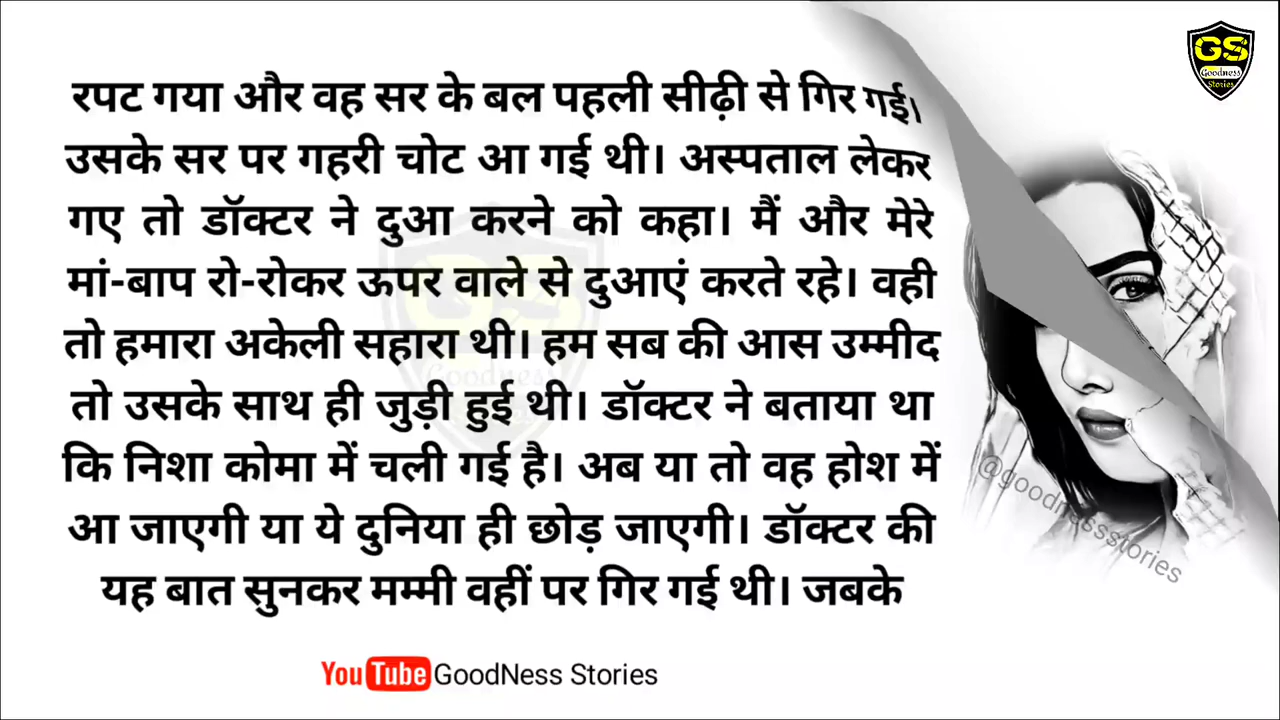 GS
Goodness
Stories
रपट गया और वह सर के बल पहली सीढ़ी से गिर गई।
उसके सर पर गहरी चोट आ गई थी। अस्पताल लेकर
गए तो डॉक्टर ने दुआ करने को कहा। मैं और मेरे
मां-बाप रो-रोकर ऊपर वाले से दुआएं करते रहे। वही
तो हमारा अकेली सहारा थी। हम सब की आस उम्मीद
तो उसके साथ ही जुड़ी हुई थी। डॉक्टर ने बताया था
कि निशा कोमा में चली गई है। अब या तो वह होश में
आ जाएगी या ये दुनिया ही छोड़ जाएगी। डॉक्टर की
यह बात सुनकर मम्मी वहीं पर गिर गई थी। जबके
@goodnessstories
YouTube GoodNess Stories